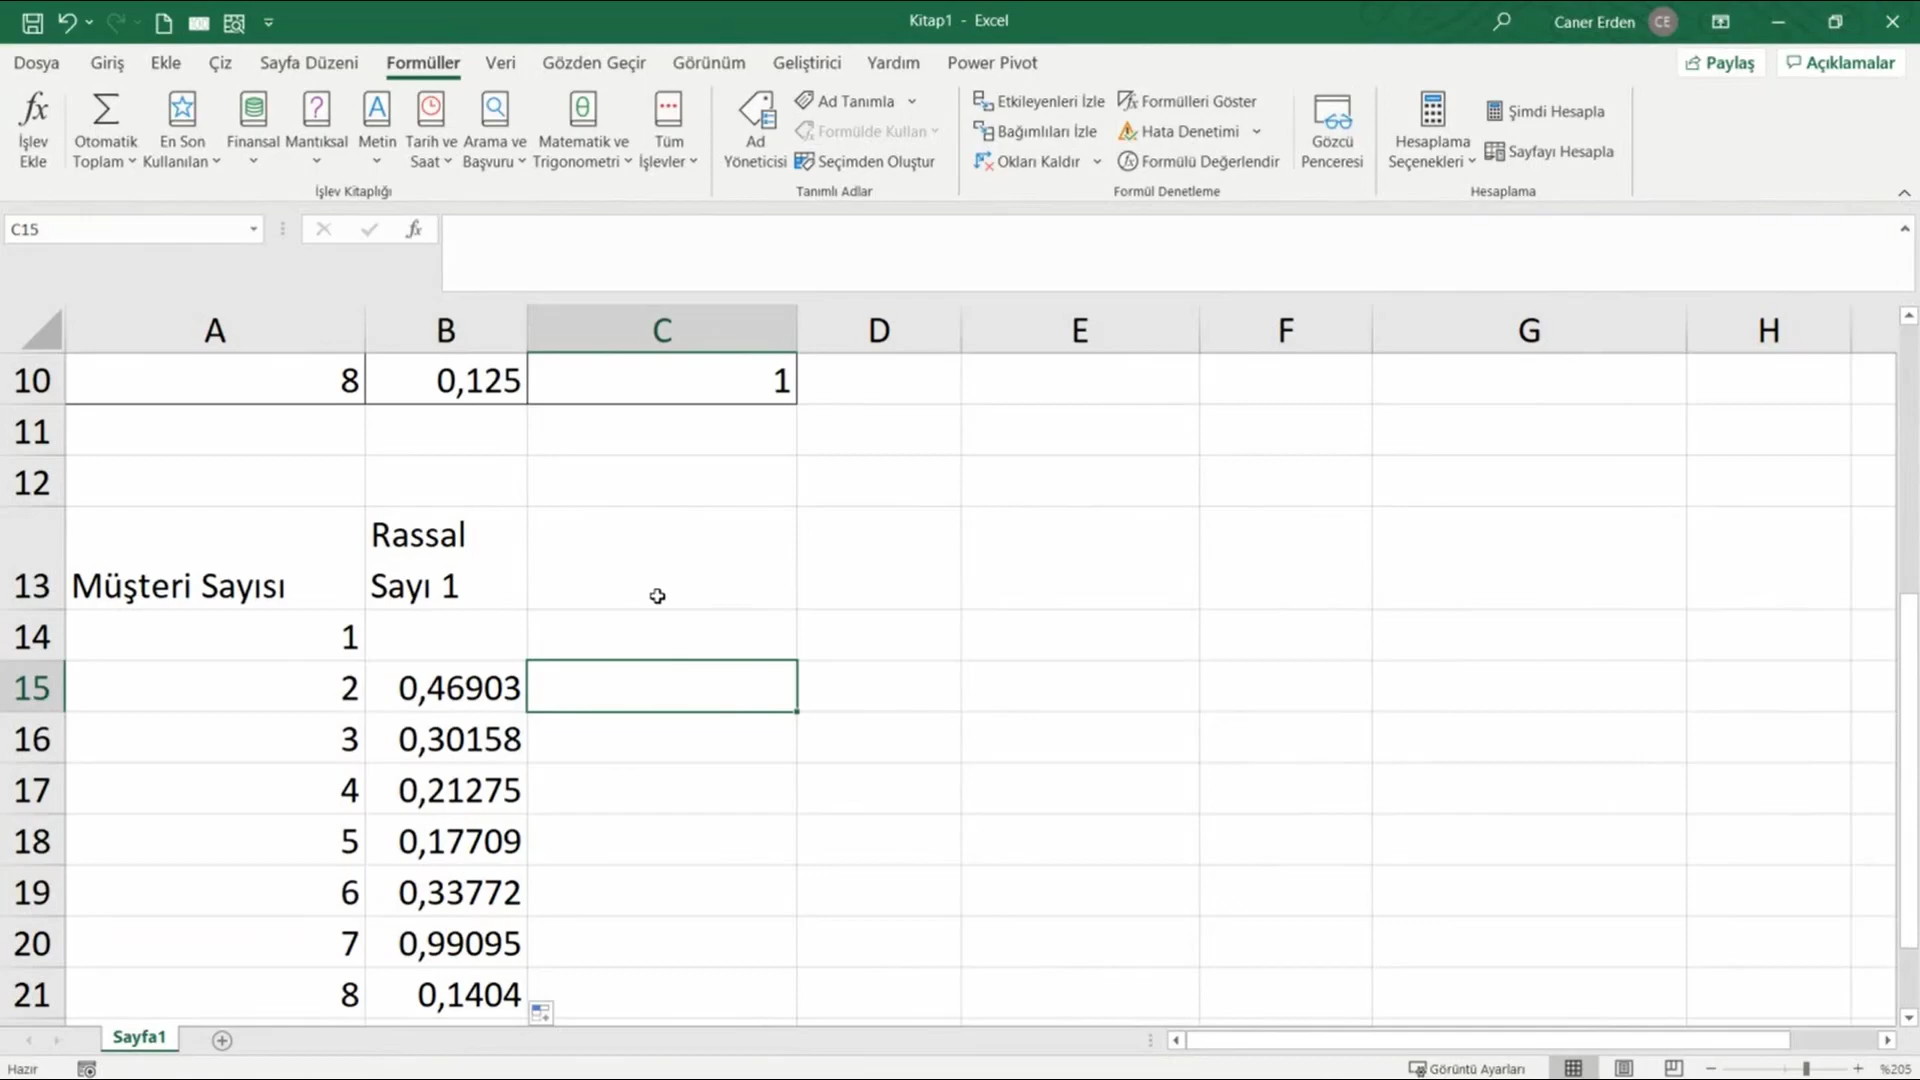 Kitap1 - Excel
Caner Erden CE
Dosya Giriş Ekle Çiz Sayfa Düzeni Formüller Veri Gözden Geçir Görünüm Geliştirici Yardım Power Pivot Paylaş Açıklamalar
İşlev Ekle
Otomatik Toplam
En Son Kullanılan
Finansal
Mantıksal
Metin
Tarih ve Saat
Arama ve Başvuru
Matematik ve Trigonometri
Tüm İşlevler
İşlev Kitaplığı
Ad Yöneticisi
Ad Tanımla
Formülde Kullan
Seçimden Oluştur
Tanımlı Adlar
Etkileyenleri İzle
Bağımlıları İzle
Okları Kaldır
Formülleri Göster
Hata Denetimi
Formülü Değerlendir
Formül Denetleme
Gözcü Penceresi
Hesaplama Seçenekleri
Şimdi Hesapla
Sayfayı Hesapla
Hesaplama
C15
fx
A B C D E F G H
10 8 0,125 1
11
12
13 Müşteri Sayısı Rassal Sayı 1
14 1
15 2 0,46903
16 3 0,30158
17 4 0,21275
18 5 0,17709
19 6 0,33772
20 7 0,99095
21 8 0,1404
Sayfa1
Hazır
Görüntü Ayarları
%205